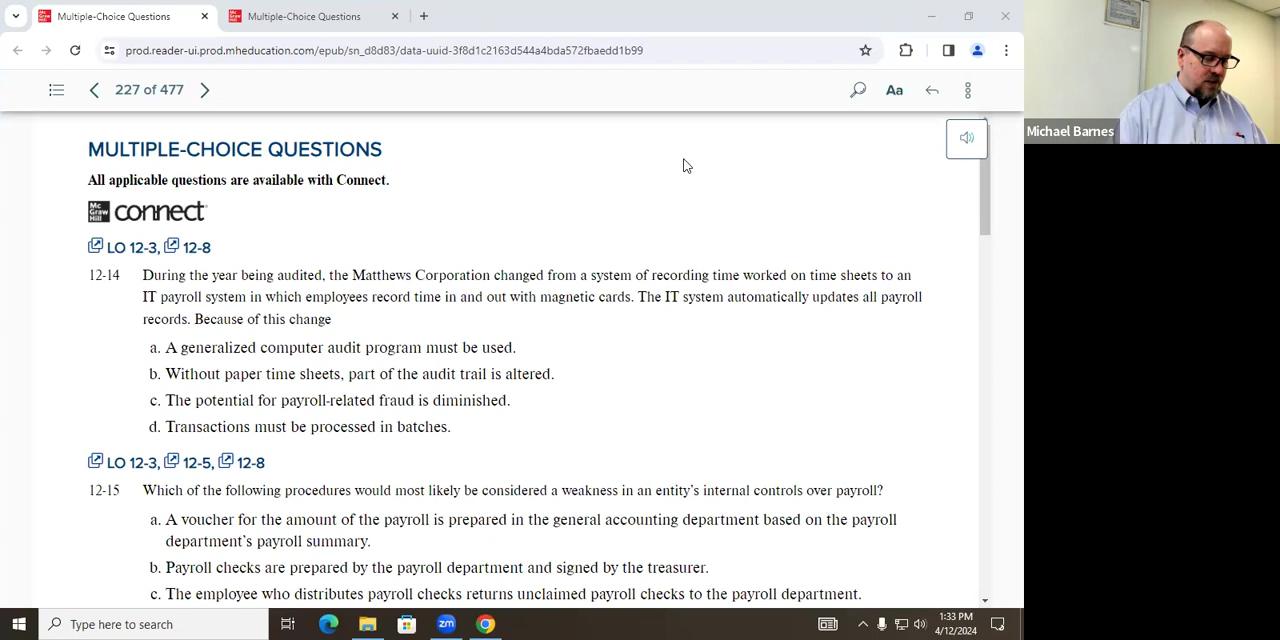 Multiple-Choice Questions
Multiple-Choice Questions
prod.reader-ui.prod.mheducation.com/epub/sn_d8d83/data-uuid-3f8d1c2163d544a4bda572fbaedd1b99
227 of 477
Aa
Michael Barnes
MULTIPLE-CHOICE QUESTIONS
All applicable questions are available with Connect.
Mc Graw Hill connect
LO 12-3, 12-8
12-14 During the year being audited, the Matthews Corporation changed from a system of recording time worked on time sheets to an
IT payroll system in which employees record time in and out with magnetic cards. The IT system automatically updates all payroll
records. Because of this change
a. A generalized computer audit program must be used.
b. Without paper time sheets, part of the audit trail is altered.
c. The potential for payroll-related fraud is diminished.
d. Transactions must be processed in batches.
LO 12-3, 12-5, 12-8
12-15 Which of the following procedures would most likely be considered a weakness in an entity's internal controls over payroll?
a. A voucher for the amount of the payroll is prepared in the general accounting department based on the payroll
department's payroll summary.
b. Payroll checks are prepared by the payroll department and signed by the treasurer.
c. The employee who distributes payroll checks returns unclaimed payroll checks to the payroll department.
Type here to search
zm
1:33 PM
4/12/2024